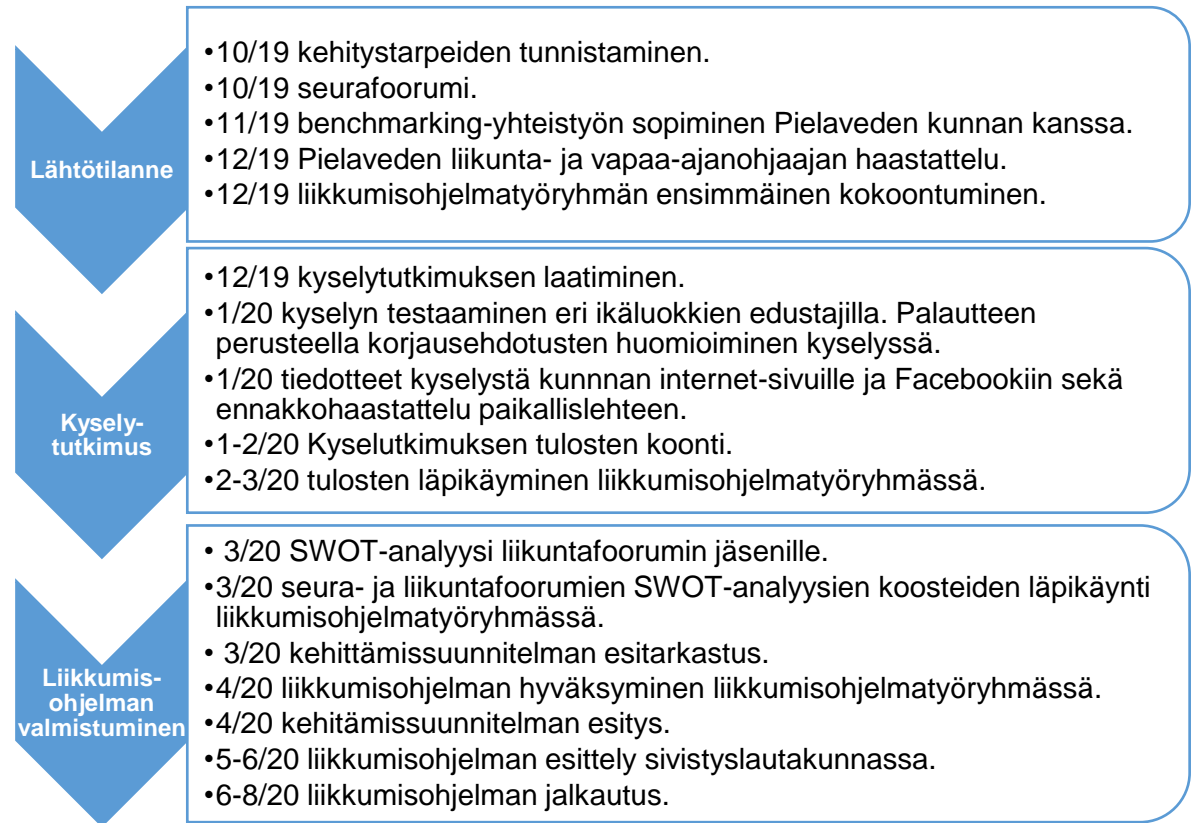 Lähtötilanne
•10/19 kehitystarpeiden tunnistaminen.
•10/19 seurafoorumi.
•11/19 benchmarking-yhteistyön sopiminen Pielaveden kunnan kanssa.
•12/19 Pielaveden liikunta- ja vapaa-ajanohjaajan haastattelu.
•12/19 liikkumisohjelmatyöryhmän ensimmäinen kokoontuminen.
Kysely-
tutkimus
•12/19 kyselytutkimuksen laatiminen.
•1/20 kyselyn testaaminen eri ikäluokkien edustajilla. Palautteen
perusteella korjausehdotusten huomioiminen kyselyssä.
•1/20 tiedotteet kyselystä kunnnan internet-sivuille ja Facebookiin sekä
ennakkohaastattelu paikallislehteen.
•1-2/20 Kyselutkimuksen tulosten koonti.
•2-3/20 tulosten läpikäyminen liikkumisohjelmatyöryhmässä.
Liikkumis-
ohjelman
valmistuminen
• 3/20 SWOT-analyysi liikuntafoorumin jäsenille.
•3/20 seura- ja liikuntafoorumien SWOT-analyysien koosteiden läpikäynti
liikkumisohjelmatyöryhmässä.
• 3/20 kehittämissuunnitelman esitarkastus.
•4/20 liikkumisohjelman hyväksyminen liikkumisohjelmatyöryhmässä.
•4/20 kehitämissuunnitelman esitys.
•5-6/20 liikkumisohjelman esittely sivistyslautakunnassa.
•6-8/20 liikkumisohjelman jalkautus.